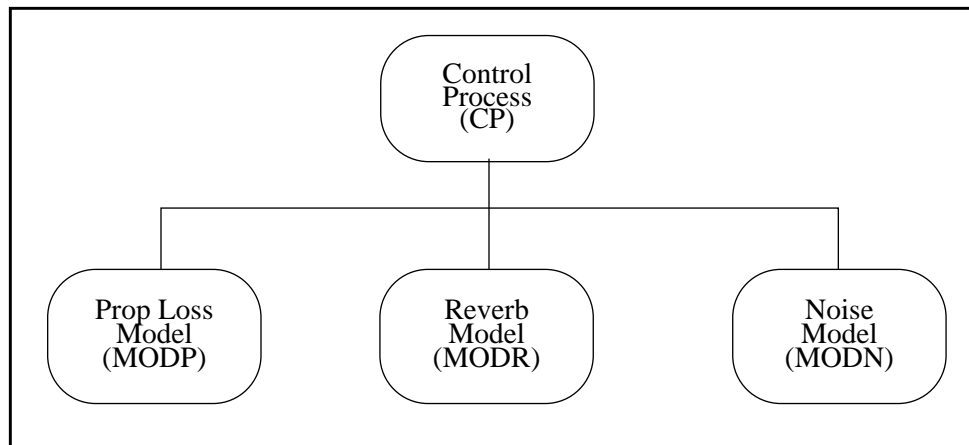 Control
Process
(CP)
Prop Loss
Model
(MODP)
Reverb
Model
(MODR)
Noise
Model
(MODN)